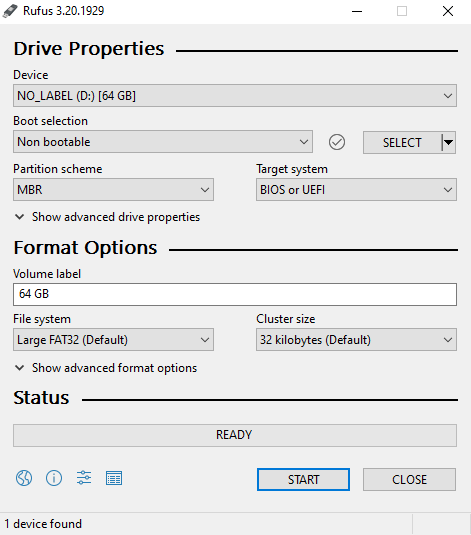 Rufus 3.20.1929
Drive Properties
Device
NO_LABEL (D:) [64 GB]
Boot selection
Non bootable
SELECT
Partition scheme
Target system
MBR
BIOS or UEFI
Show advanced drive properties
Format Options
Volume label
64 GB
File system
Cluster size
Large FAT32 (Default)
32 kilobytes (Default)
Show advanced format options
Status
READY
START
CLOSE
1 device found